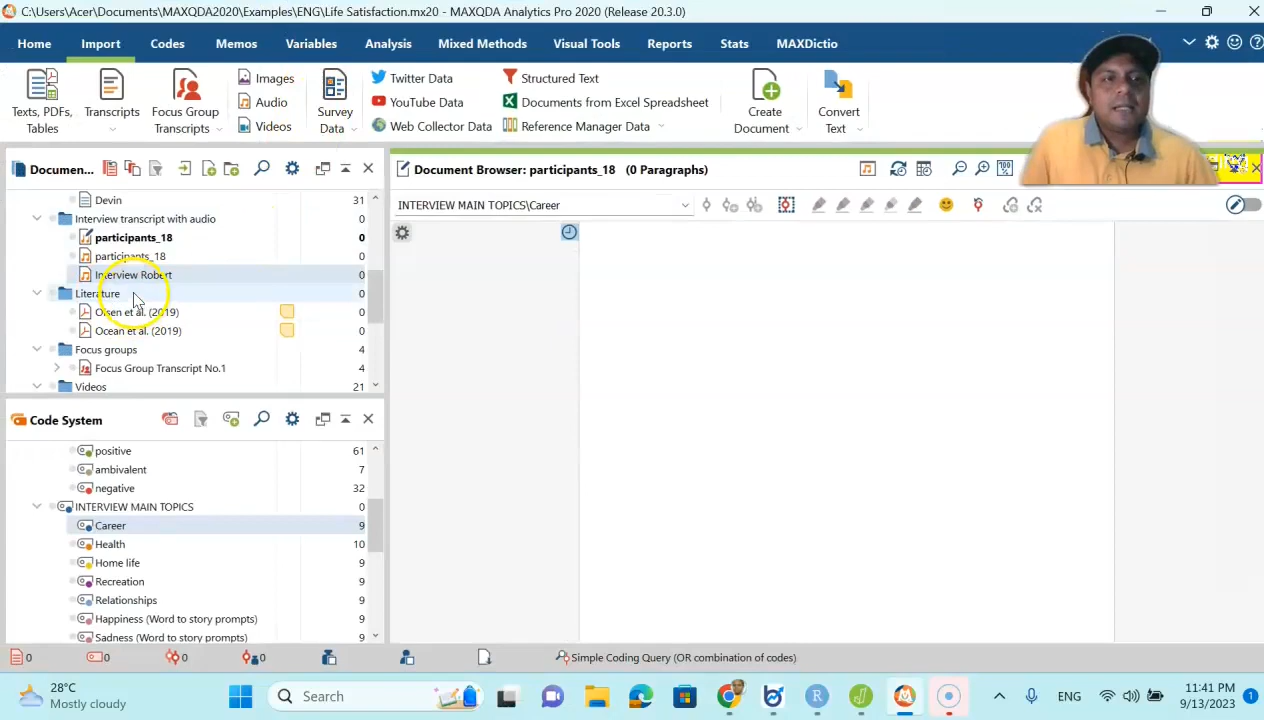 C:\Users\Acer\Documents\MAXQDA2020\Examples\ENG\Life Satisfaction.mx20 - MAXQDA Analytics Pro 2020 (Release 20.3.0)
Home Import Codes Memos Variables Analysis Mixed Methods Visual Tools Reports Stats MAXDictio
Texts, PDFs, Tables
Transcripts
Focus Group Transcripts
Images
Audio
Videos
Survey Data
Twitter Data
YouTube Data
Web Collector Data
Structured Text
Documents from Excel Spreadsheet
Reference Manager Data
Create Document
Convert Text
Documen...
Devin 31
Interview transcript with audio 0
participants_18 0
participants_18 0
Interview Robert 0
Literature 0
Olsen et al. (2019) 0
Ocean et al. (2019) 0
Focus groups 4
Focus Group Transcript No.1 4
Videos 21
Code System
positive 61
ambivalent 7
negative 32
INTERVIEW MAIN TOPICS 0
Career 9
Health 10
Home life 9
Recreation 9
Relationships 9
Happiness (Word to story prompts) 9
Sadness (Word to story prompts) 9
Document Browser: participants_18 (0 Paragraphs)
INTERVIEW MAIN TOPICS\Career
0 0 0 0 Simple Coding Query (OR combination of codes)
28°C
Mostly cloudy
Search
ENG
11:41 PM
9/13/2023
1